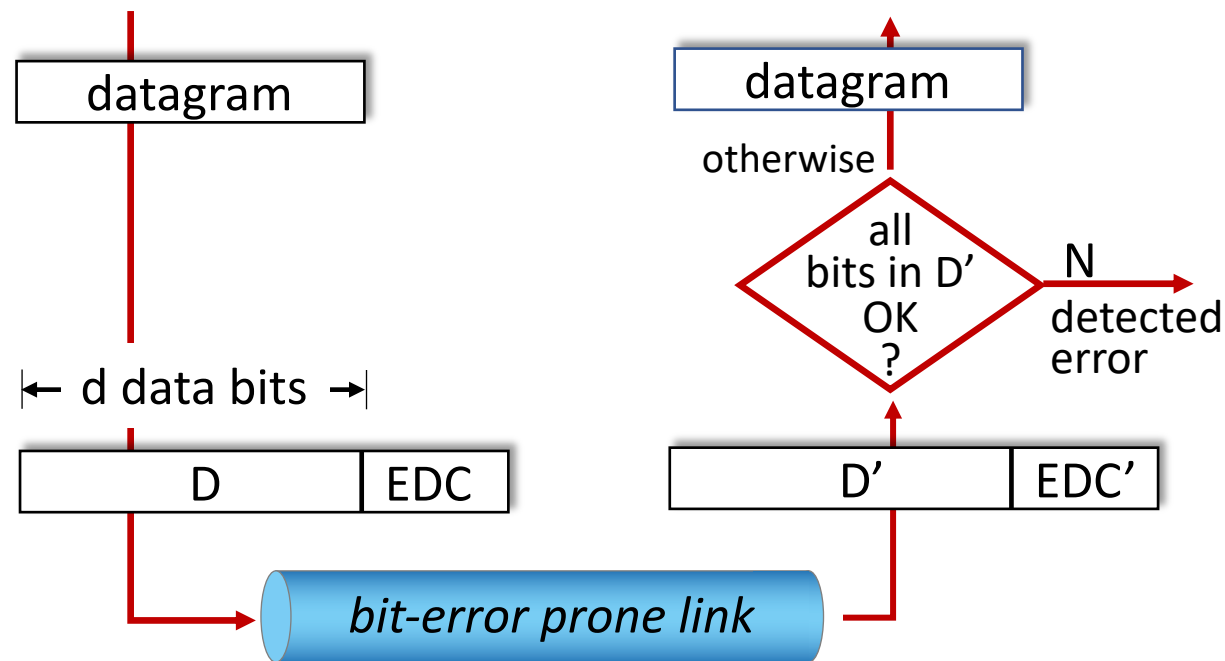 datagram
d data bits
D
EDC
bit-error prone link
D’
EDC’
all
bits in D’
OK
?
N
detected
error
otherwise
datagram